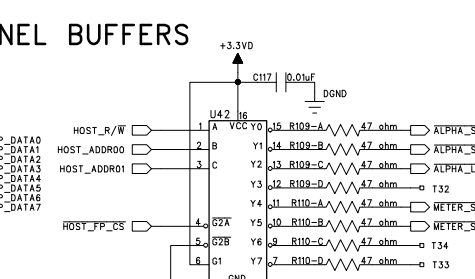 NEL BUFFERS
+3.3VD
C117 0.01uF
DGND
U42
16
VCC
HOST_R/W 1 A Y0 15 R109-A 47 ohm
P_DATA0
HOST_ADDR00 2 B Y1 14 R109-B 47 ohm
P_DATA1
P_DATA2
HOST_ADDR01 3 C Y2 13 R109-C 47 ohm
P_DATA3
P_DATA4
Y3 12 R109-D 47 ohm T32
P_DATA5
P_DATA6
Y4 11 R110-A 47 ohm METER_S
P_DATA7
HOST_FP_CS 4 G2A Y5 10 R110-B 47 ohm METER_S
5 G2B Y6 9 R110-C 47 ohm T34
6 G1 Y7 7 R110-D 47 ohm T33
GND